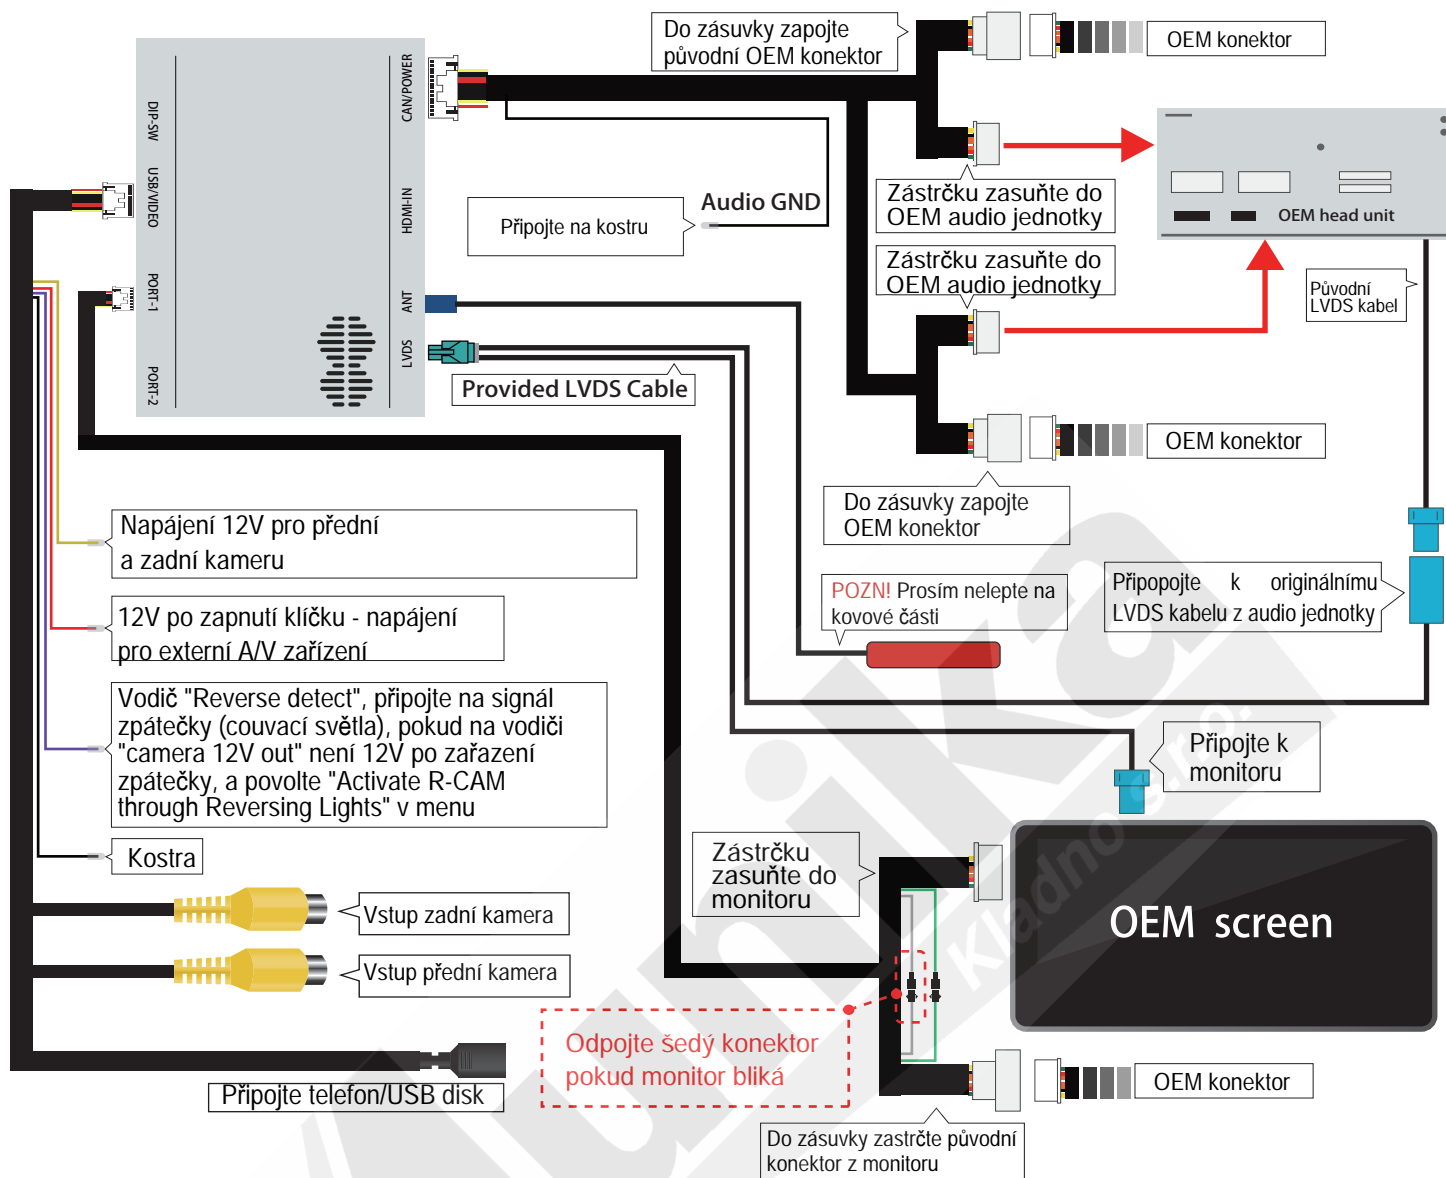 Do zásuvky zapojte
původní OEM konektor
OEM konektor
DIP-SW
USB/VIDEO
PORT-1
PORT-2
CAN/POWER
HDMI-IN
ANT
LVDS
Audio GND
Připojte na kostru
Zástrčku zasuňte do
OEM audio jednotky
OEM head unit
Zástrčku zasuňte do
OEM audio jednotky
Původní
LVDS kabel
Provided LVDS Cable
OEM konektor
Do zásuvky zapojte
OEM konektor
Napájení 12V pro přední
a zadní kameru
POZN! Prosím nelepte na
kovové části
Připopojte k originálnímu
LVDS kabelu z audio jednotky
12V po zapnutí klíčku - napájení
pro externí A/V zařízení
Vodič "Reverse detect", připojte na signál
zpátečky (couvací světla), pokud na vodiči
"camera 12V out" není 12V po zařazení
zpátečky, a povolte "Activate R-CAM
through Reversing Lights" v menu
Připojte k
monitoru
Kostra
Zástrčku
zasuňte do
monitoru
Vstup zadní kamera
OEM screen
Vstup přední kamera
Odpojte šedý konektor
pokud monitor bliká
Připojte telefon/USB disk
OEM konektor
Do zásuvky zastrčte původní
konektor z monitoru
unika
Kladno s.r.o.